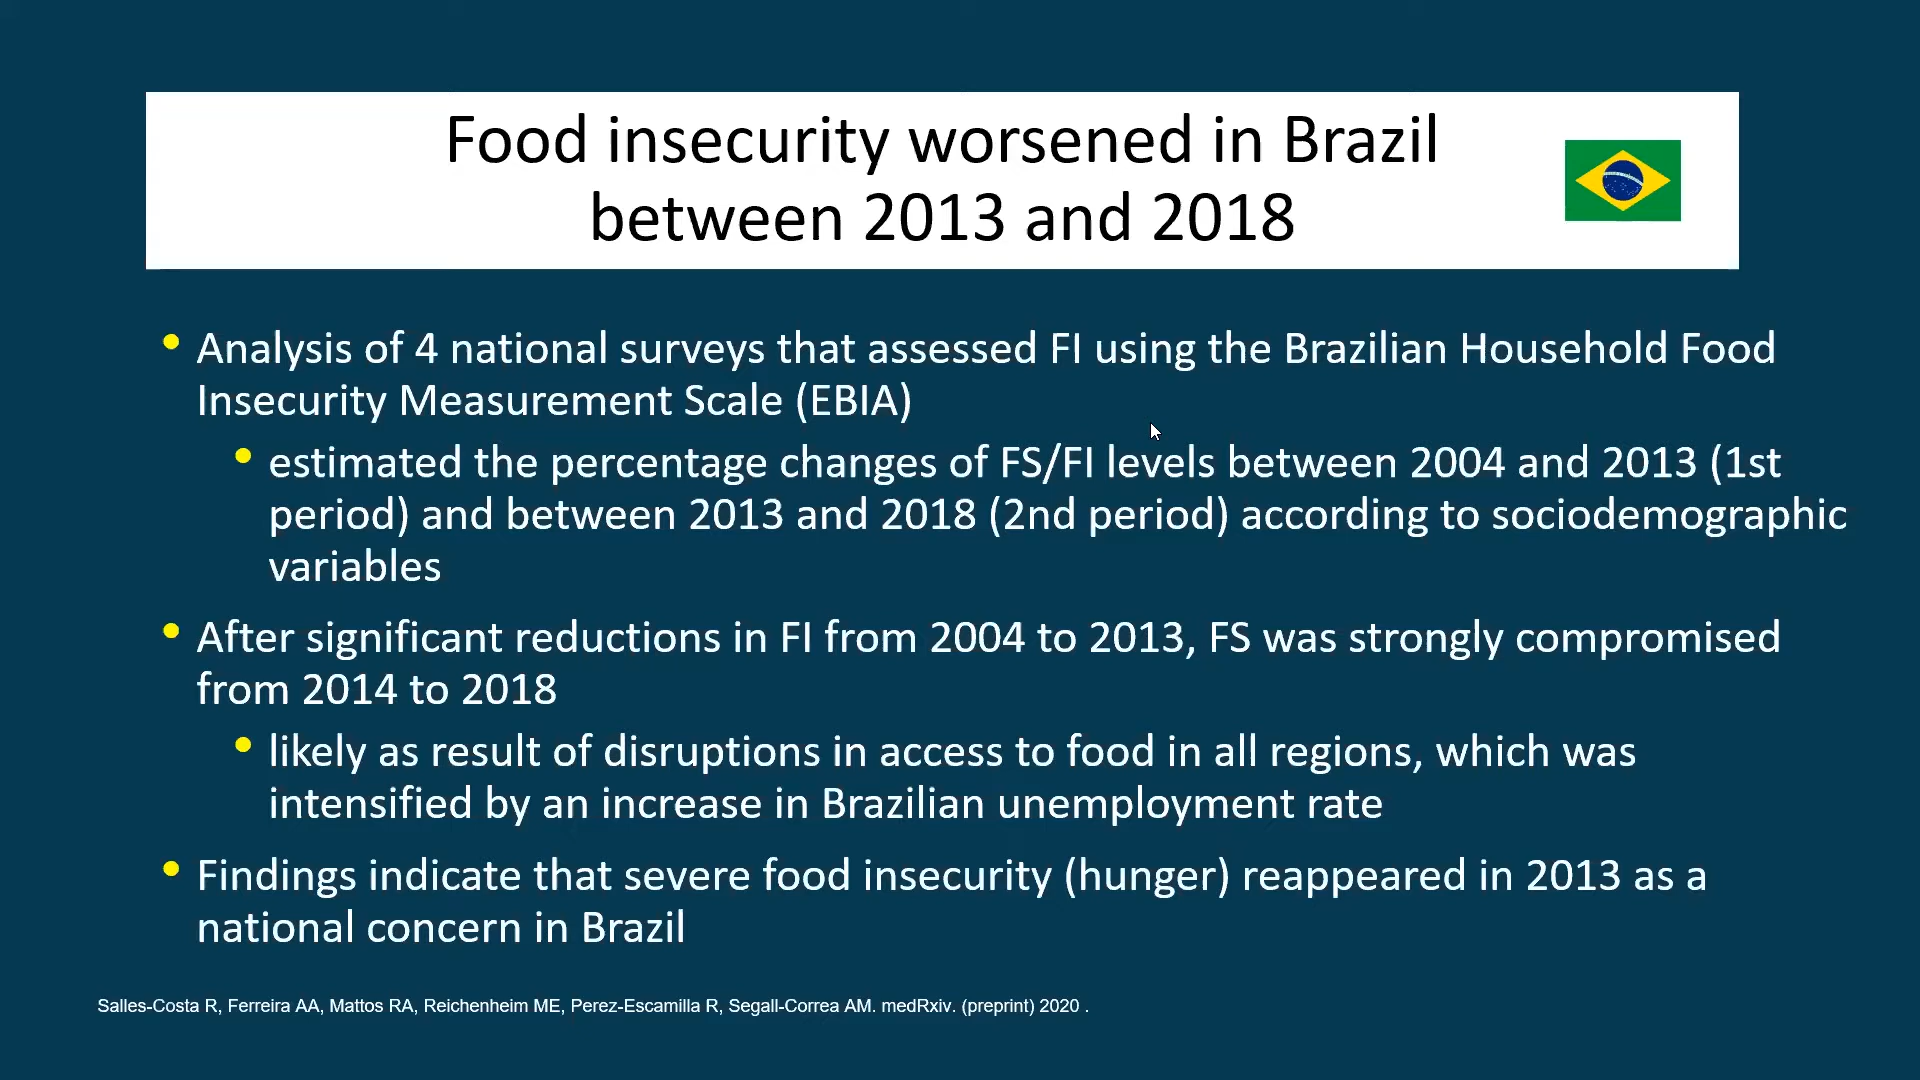 Food insecurity worsened in Brazil
between 2013 and 2018
• Analysis of 4 national surveys that assessed FI using the Brazilian Household Food
Insecurity Measurement Scale (EBIA)
• estimated the percentage changes of FS/FI levels between 2004 and 2013 (1st
period) and between 2013 and 2018 (2nd period) according to sociodemographic
variables
• After significant reductions in FI from 2004 to 2013, FS was strongly compromised
from 2014 to 2018
• likely as result of disruptions in access to food in all regions, which was
intensified by an increase in Brazilian unemployment rate
• Findings indicate that severe food insecurity (hunger) reappeared in 2013 as a
national concern in Brazil
Salles-Costa R, Ferreira AA, Mattos RA, Reichenheim ME, Perez-Escamilla R, Segall-Correa AM. medRxiv. (preprint) 2020 .